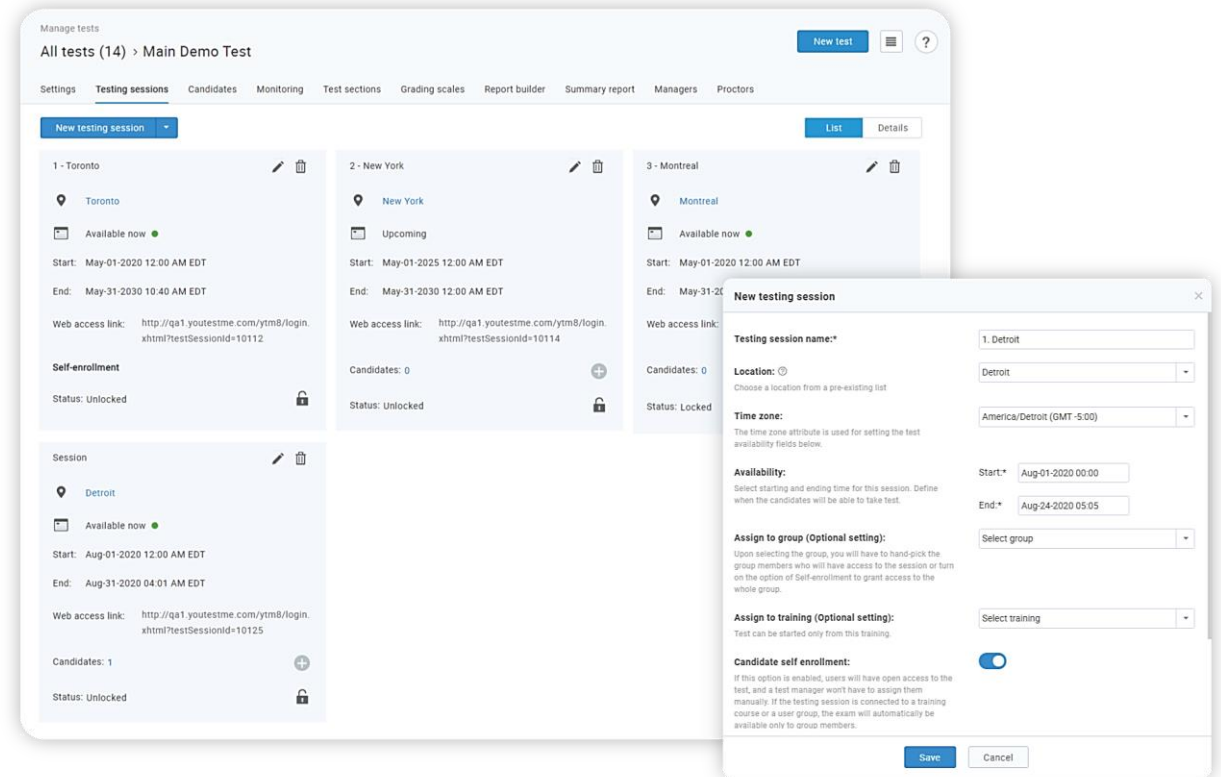 Manage tests
All tests (14) › Main Demo Test
New test
?
Settings Testing sessions Candidates Monitoring Test sections Grading scales Report builder Summary report Managers Proctors
New testing session
List Details
1 - Toronto
Toronto
Available now
Start: May-01-2020 12:00 AM EDT
End: May-31-2030 10:40 AM EDT
Web access link: http://qa1.youtestme.com/ytm8/login.
xhtml?testSessionId=10112
Self-enrollment
Status: Unlocked
2 - New York
New York
Upcoming
Start: May-01-2025 12:00 AM EDT
End: May-31-2030 12:00 AM EDT
Web access link: http://qa1.youtestme.com/ytm8/login.
xhtml?testSessionId=10114
Candidates: 0
Status: Unlocked
3 - Montreal
Montreal
Available now
Start: May-01-2020 12:00 AM EDT
End: May-31-20
Web access link:
Candidates: 0
Status: Locked
Session
Detroit
Available now
Start: Aug-01-2020 12:00 AM EDT
End: Aug-31-2020 04:01 AM EDT
Web access link: http://qa1.youtestme.com/ytm8/login.
xhtml?testSessionId=10125
Candidates: 1
Status: Unlocked
New testing session
Testing session name:* 1. Detroit
Location: ? Detroit
Choose a location from a pre-existing list
Time zone: America/Detroit (GMT -5:00)
The time zone attribute is used for setting the test
availability fields below.
Availability: Start:* Aug-01-2020 00:00
Select starting and ending time for this session. Define
when the candidates will be able to take test.
End:* Aug-24-2020 05:05
Assign to group (Optional setting): Select group
Upon selecting the group, you will have to hand-pick the
group members who will have access to the session or turn
on the option of Self-enrollment to grant access to the
whole group.
Assign to training (Optional setting): Select training
Test can be started only from this training.
Candidate self enrollment:
If this option is enabled, users will have open access to the
test, and a test manager won't have to assign them
manually. If the testing session is connected to a training
course or a user group, the exam will automatically be
available only to group members.
Save Cancel